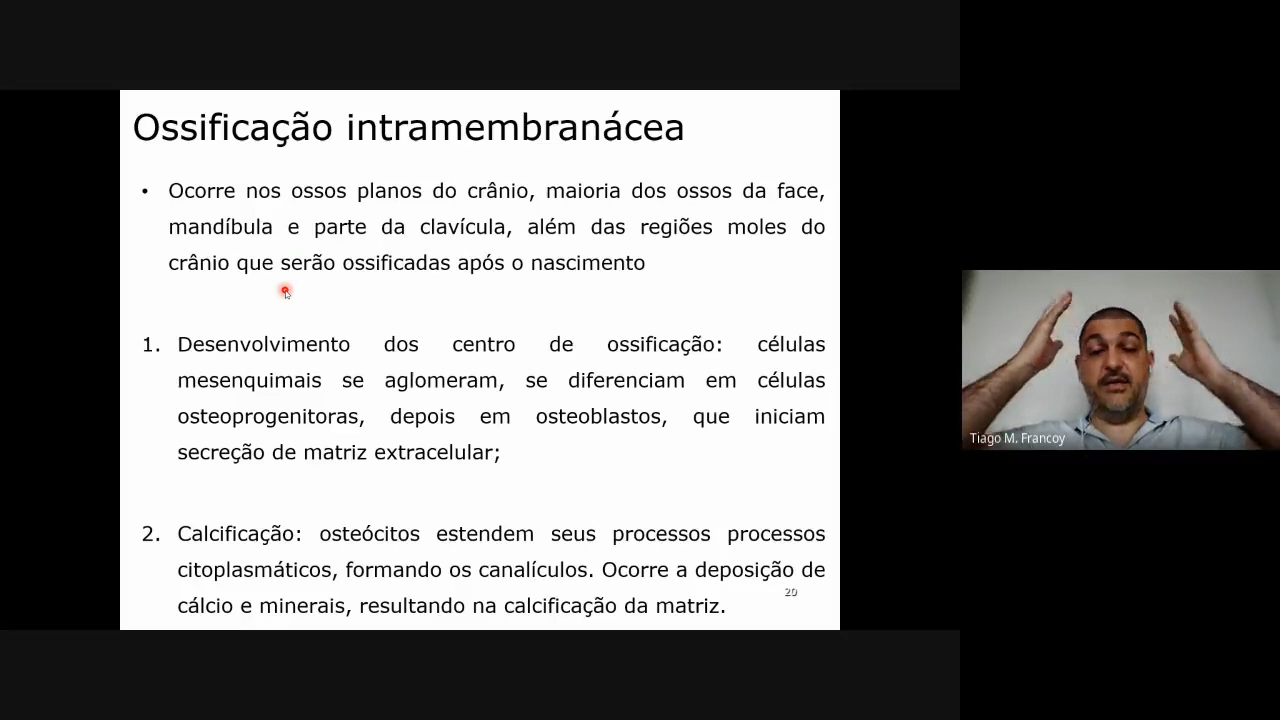 Ossificação intramembranácea
• Ocorre nos ossos planos do crânio, maioria dos ossos da face,
mandíbula e parte da clavícula, além das regiões moles do
crânio que serão ossificadas após o nascimento
1. Desenvolvimento dos centro de ossificação: células
mesenquimais se aglomeram, se diferenciam em células
osteoprogenitoras, depois em osteoblastos, que iniciam
secreção de matriz extracelular;
2. Calcificação: osteócitos estendem seus processos processos
citoplasmáticos, formando os canalículos. Ocorre a deposição de
cálcio e minerais, resultando na calcificação da matriz.
20
Tiago M. Francoy